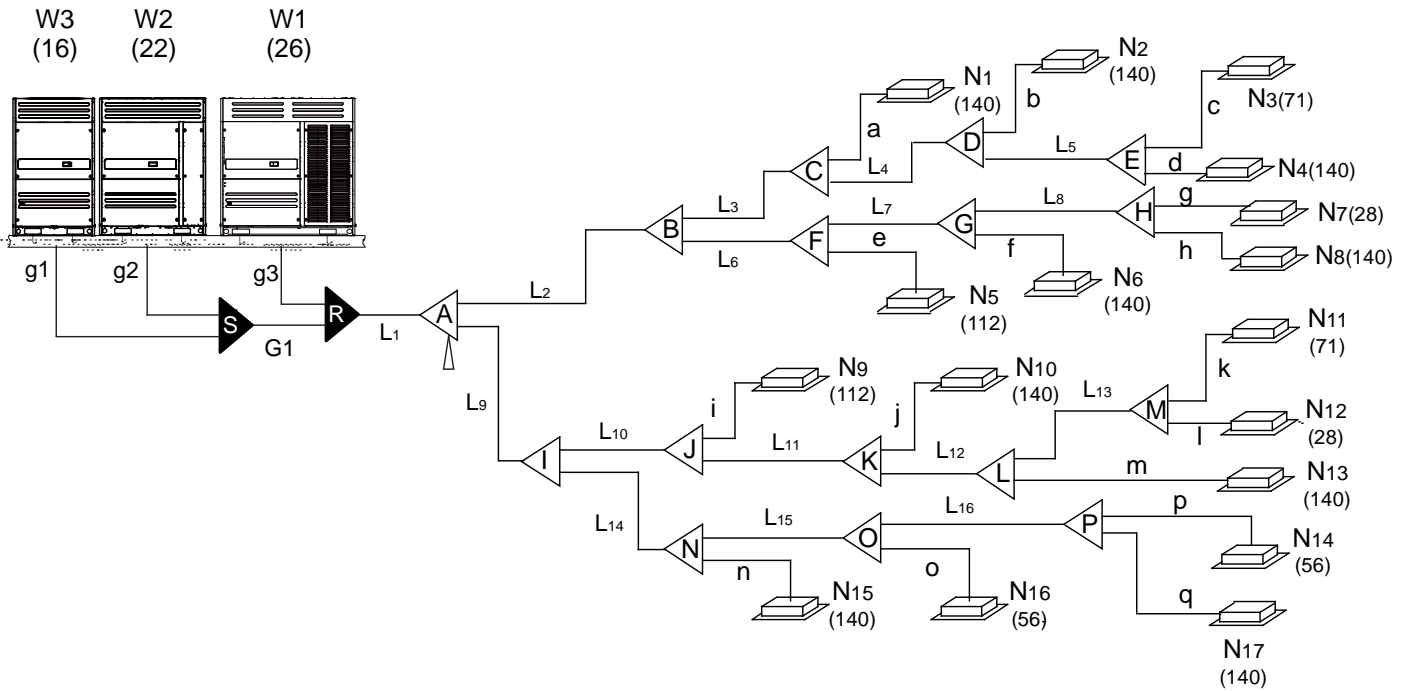 W3 W2 W1
(16) (22) (26)
N2
(140)
N1
(140)
b
c
N3(71)
a
D
L5
E
d
N4(140)
C
L4
L3
L7
L8
H
g
N7(28)
B
G
F
e
f
h
N8(140)
L6
N6
(140)
g1
g2
g3
L2
N5
(112)
R
A
S
L1
G1
N11
(71)
N9
(112)
N10
(140)
k
L13
L9
i
j
M
N12
(28)
l
L10
J
L11
K
L12
I
L
m
N13
(140)
L14
L15
L16
p
O
P
N
N14
(56)
n
o
N15
(140)
N16
(56)
q
N17
(140)